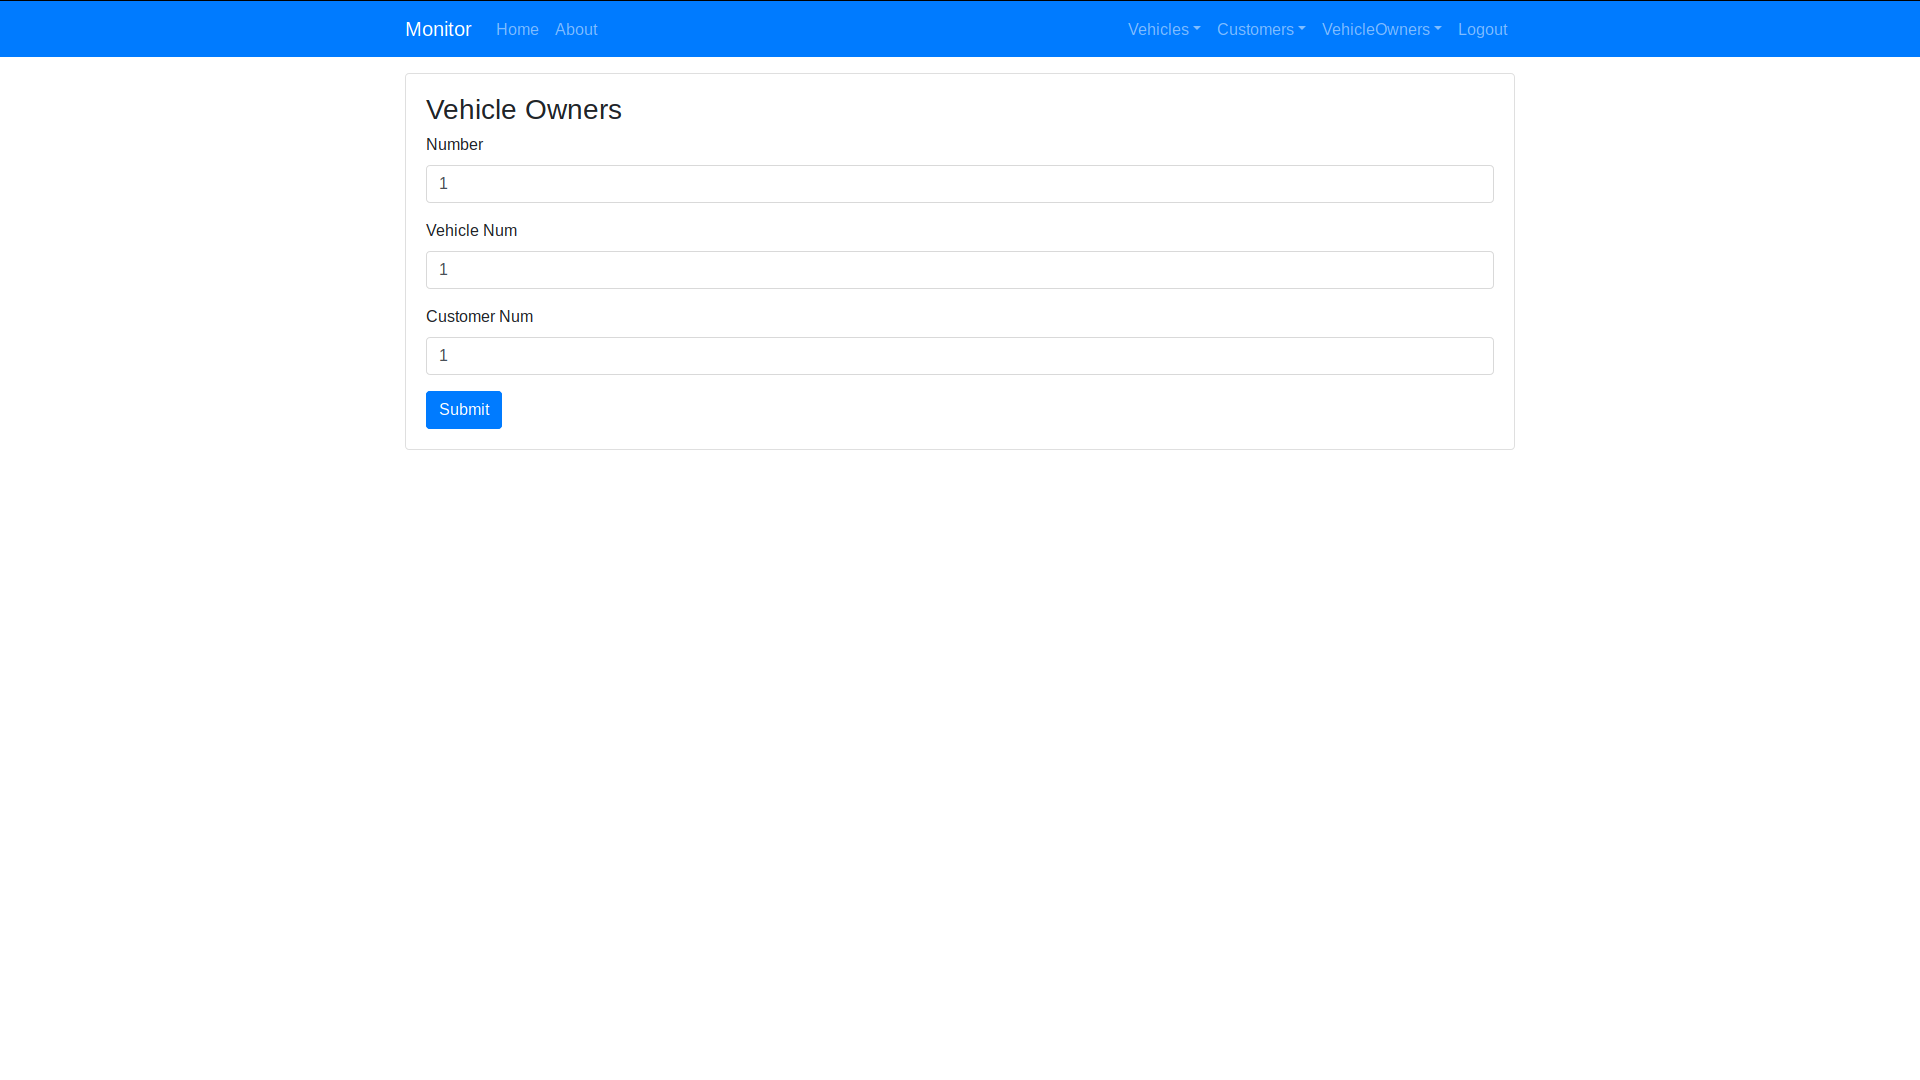 Monitor Home About Vehicles Customers VehicleOwners Logout
Vehicle Owners
Number
1
Vehicle Num
1
Customer Num
1
Submit